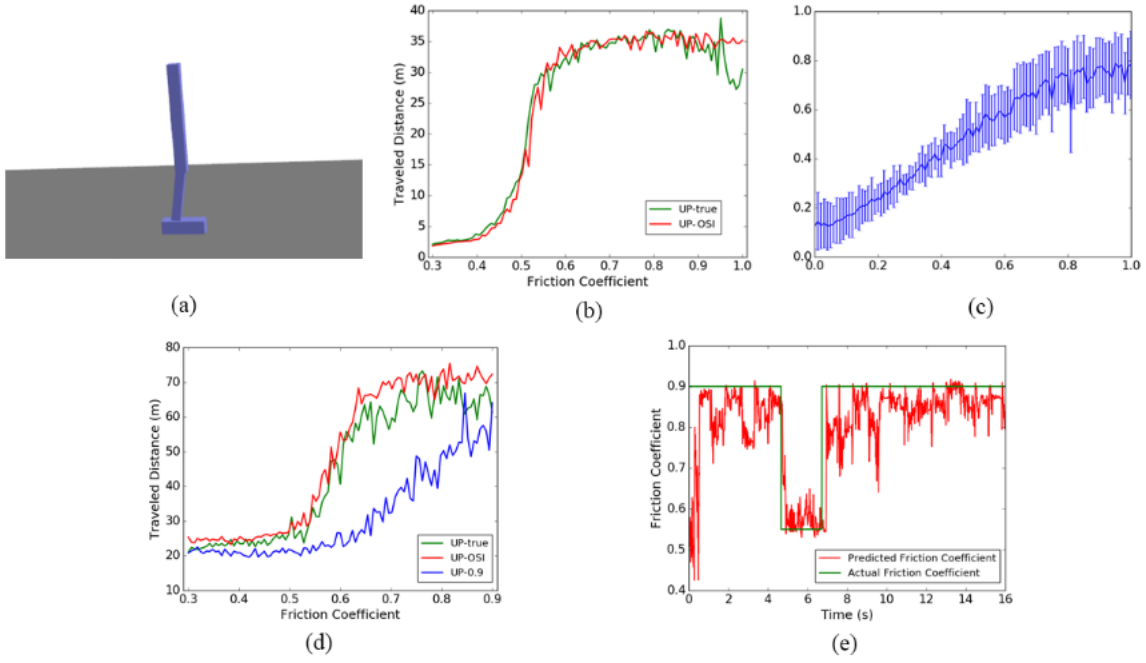 (a)
Traveled Distance (m)
40
35
30
25
20
15
10
5
0
0.3 0.4 0.5 0.6 0.7 0.8 0.9 1.0
Friction Coefficient
UP-true
UP-OSI
(b)
1.0
0.8
0.6
0.4
0.2
0.0
0.0 0.2 0.4 0.6 0.8 1.0
(c)
Traveled Distance (m)
80
70
60
50
40
30
20
10
0.3 0.4 0.5 0.6 0.7 0.8 0.9
Friction Coefficient
UP-true
UP-OSI
UP-0.9
(d)
Friction Coefficient
1.0
0.9
0.8
0.7
0.6
0.5
0.4
0 2 4 6 8 10 12 14 16
Time (s)
Predicted Friction Coefficient
Actual Friction Coefficient
(e)